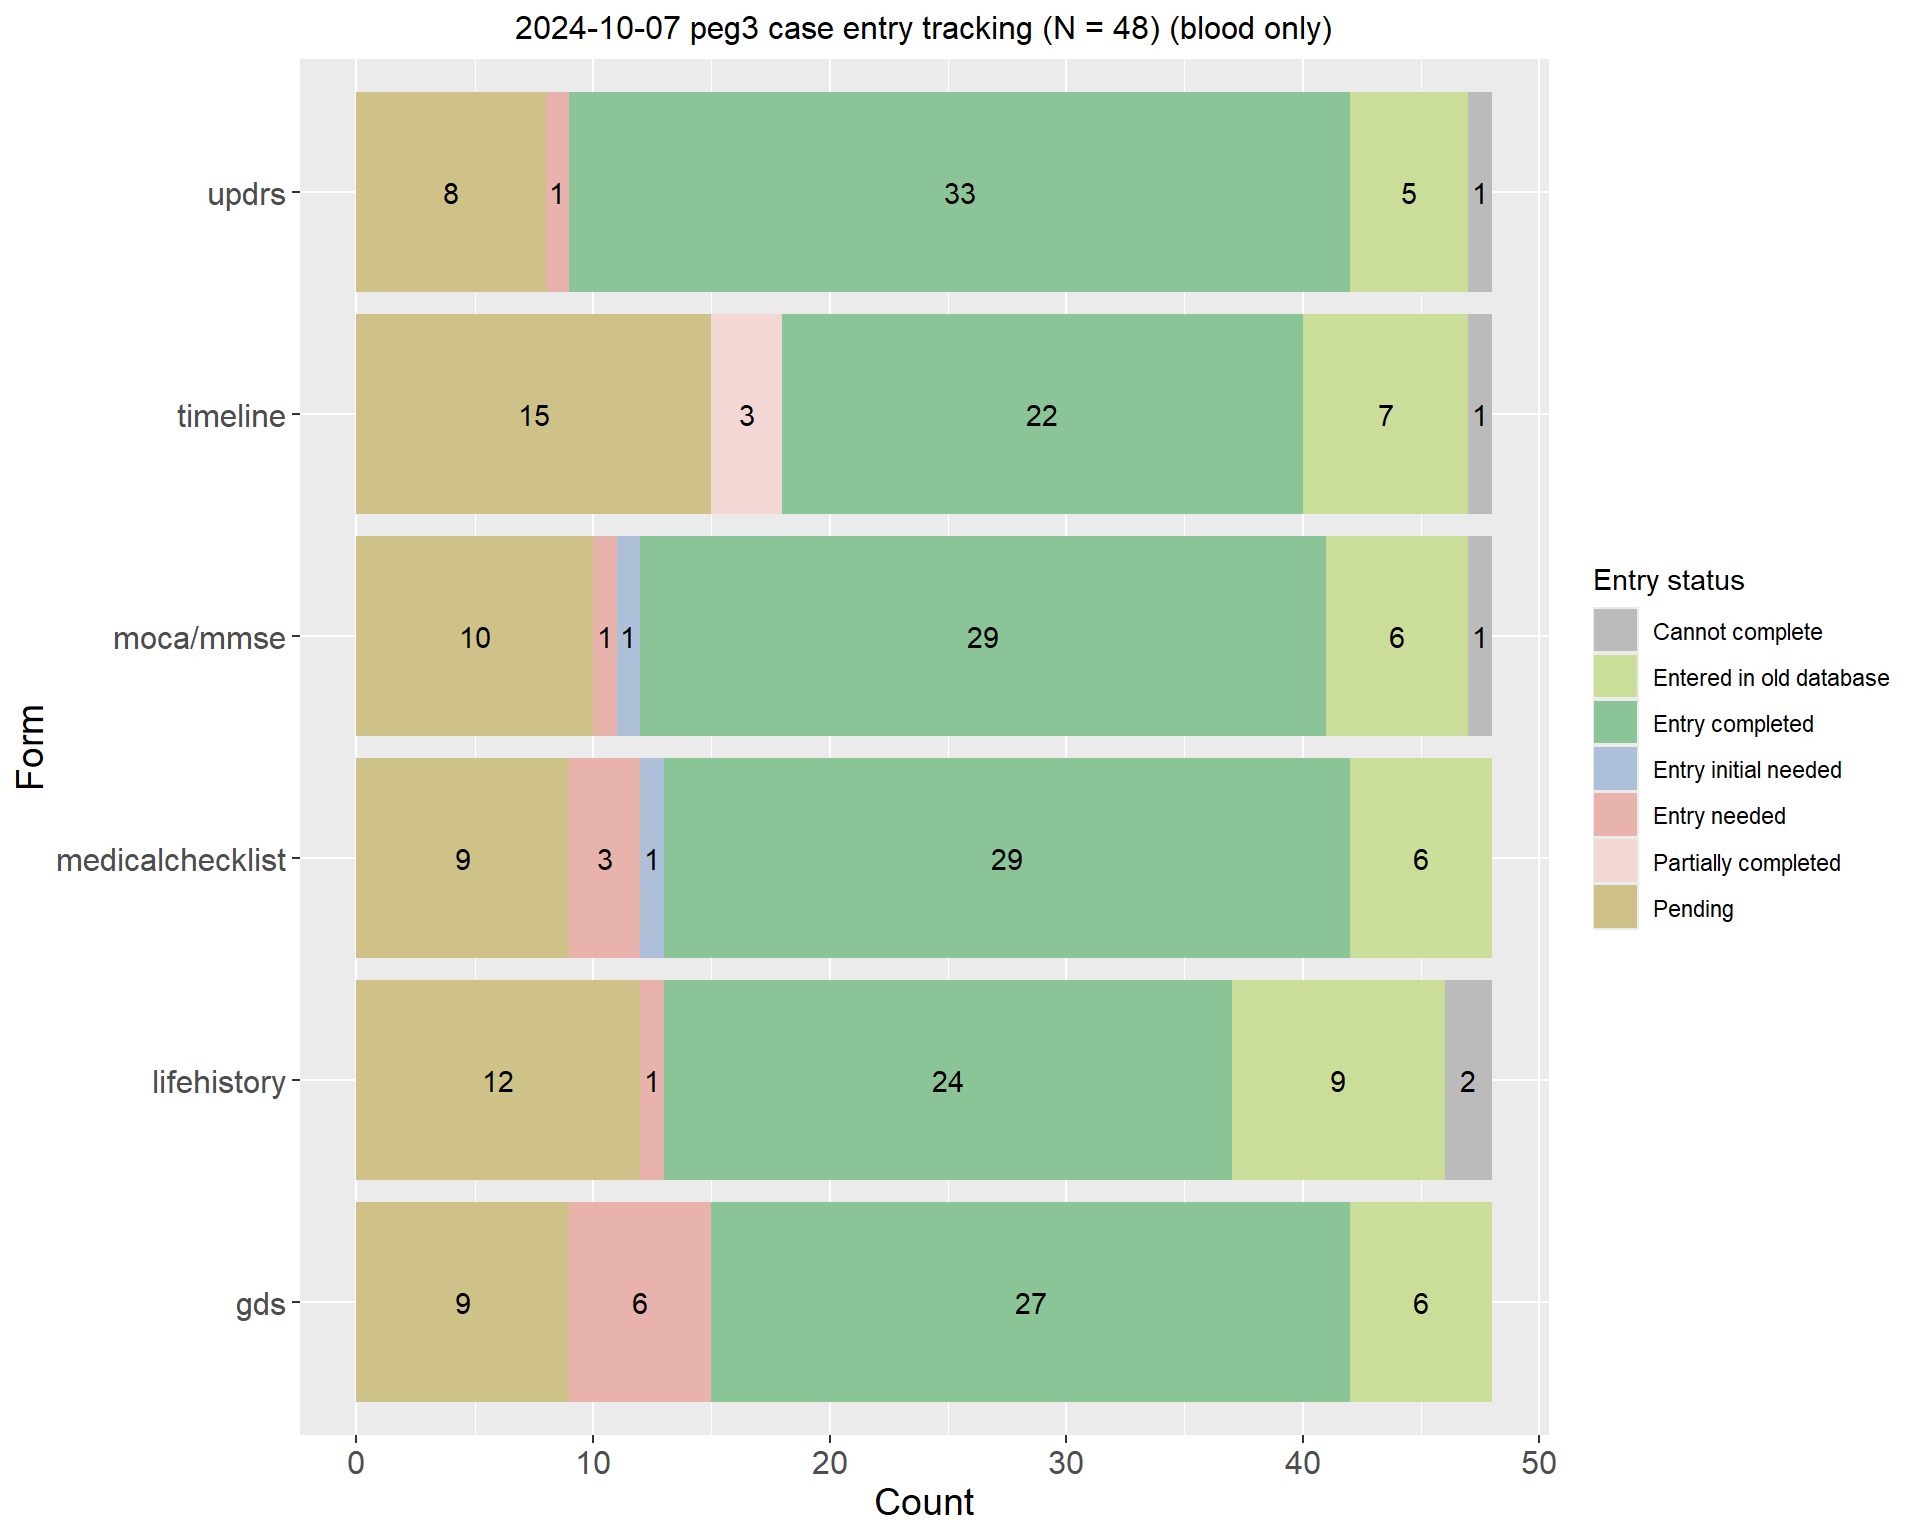 2024-10-07 peg3 case entry tracking (N = 48) (blood only)
updrs
8 1 33 5 1
timeline
15 3 22 7 1
moca/mmse
10 1 1 29 6 1
medicalchecklist
9 3 1 29 6
lifehistory
12 1 24 9 2
gds
9 6 27 6
0 10 20 30 40 50
Count
Form
Entry status
Cannot complete
Entered in old database
Entry completed
Entry initial needed
Entry needed
Partially completed
Pending